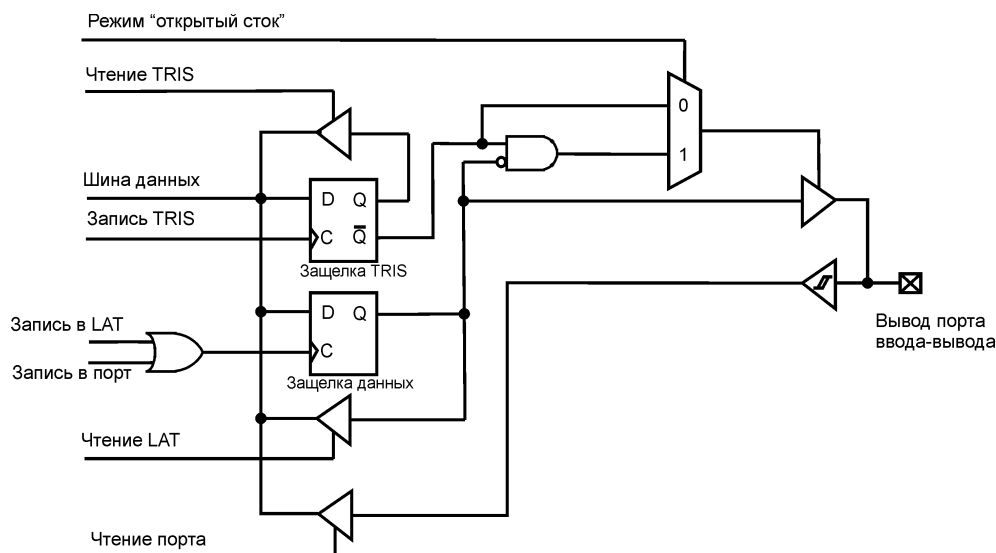 Режим “открытый сток”
Чтение TRIS
0
1
Шина данных
D Q
Запись TRIS
C Q
Защелка TRIS
D Q
Запись в LAT
C
Вывод порта
ввода-вывода
Запись в порт
Защелка данных
Чтение LAT
Чтение порта